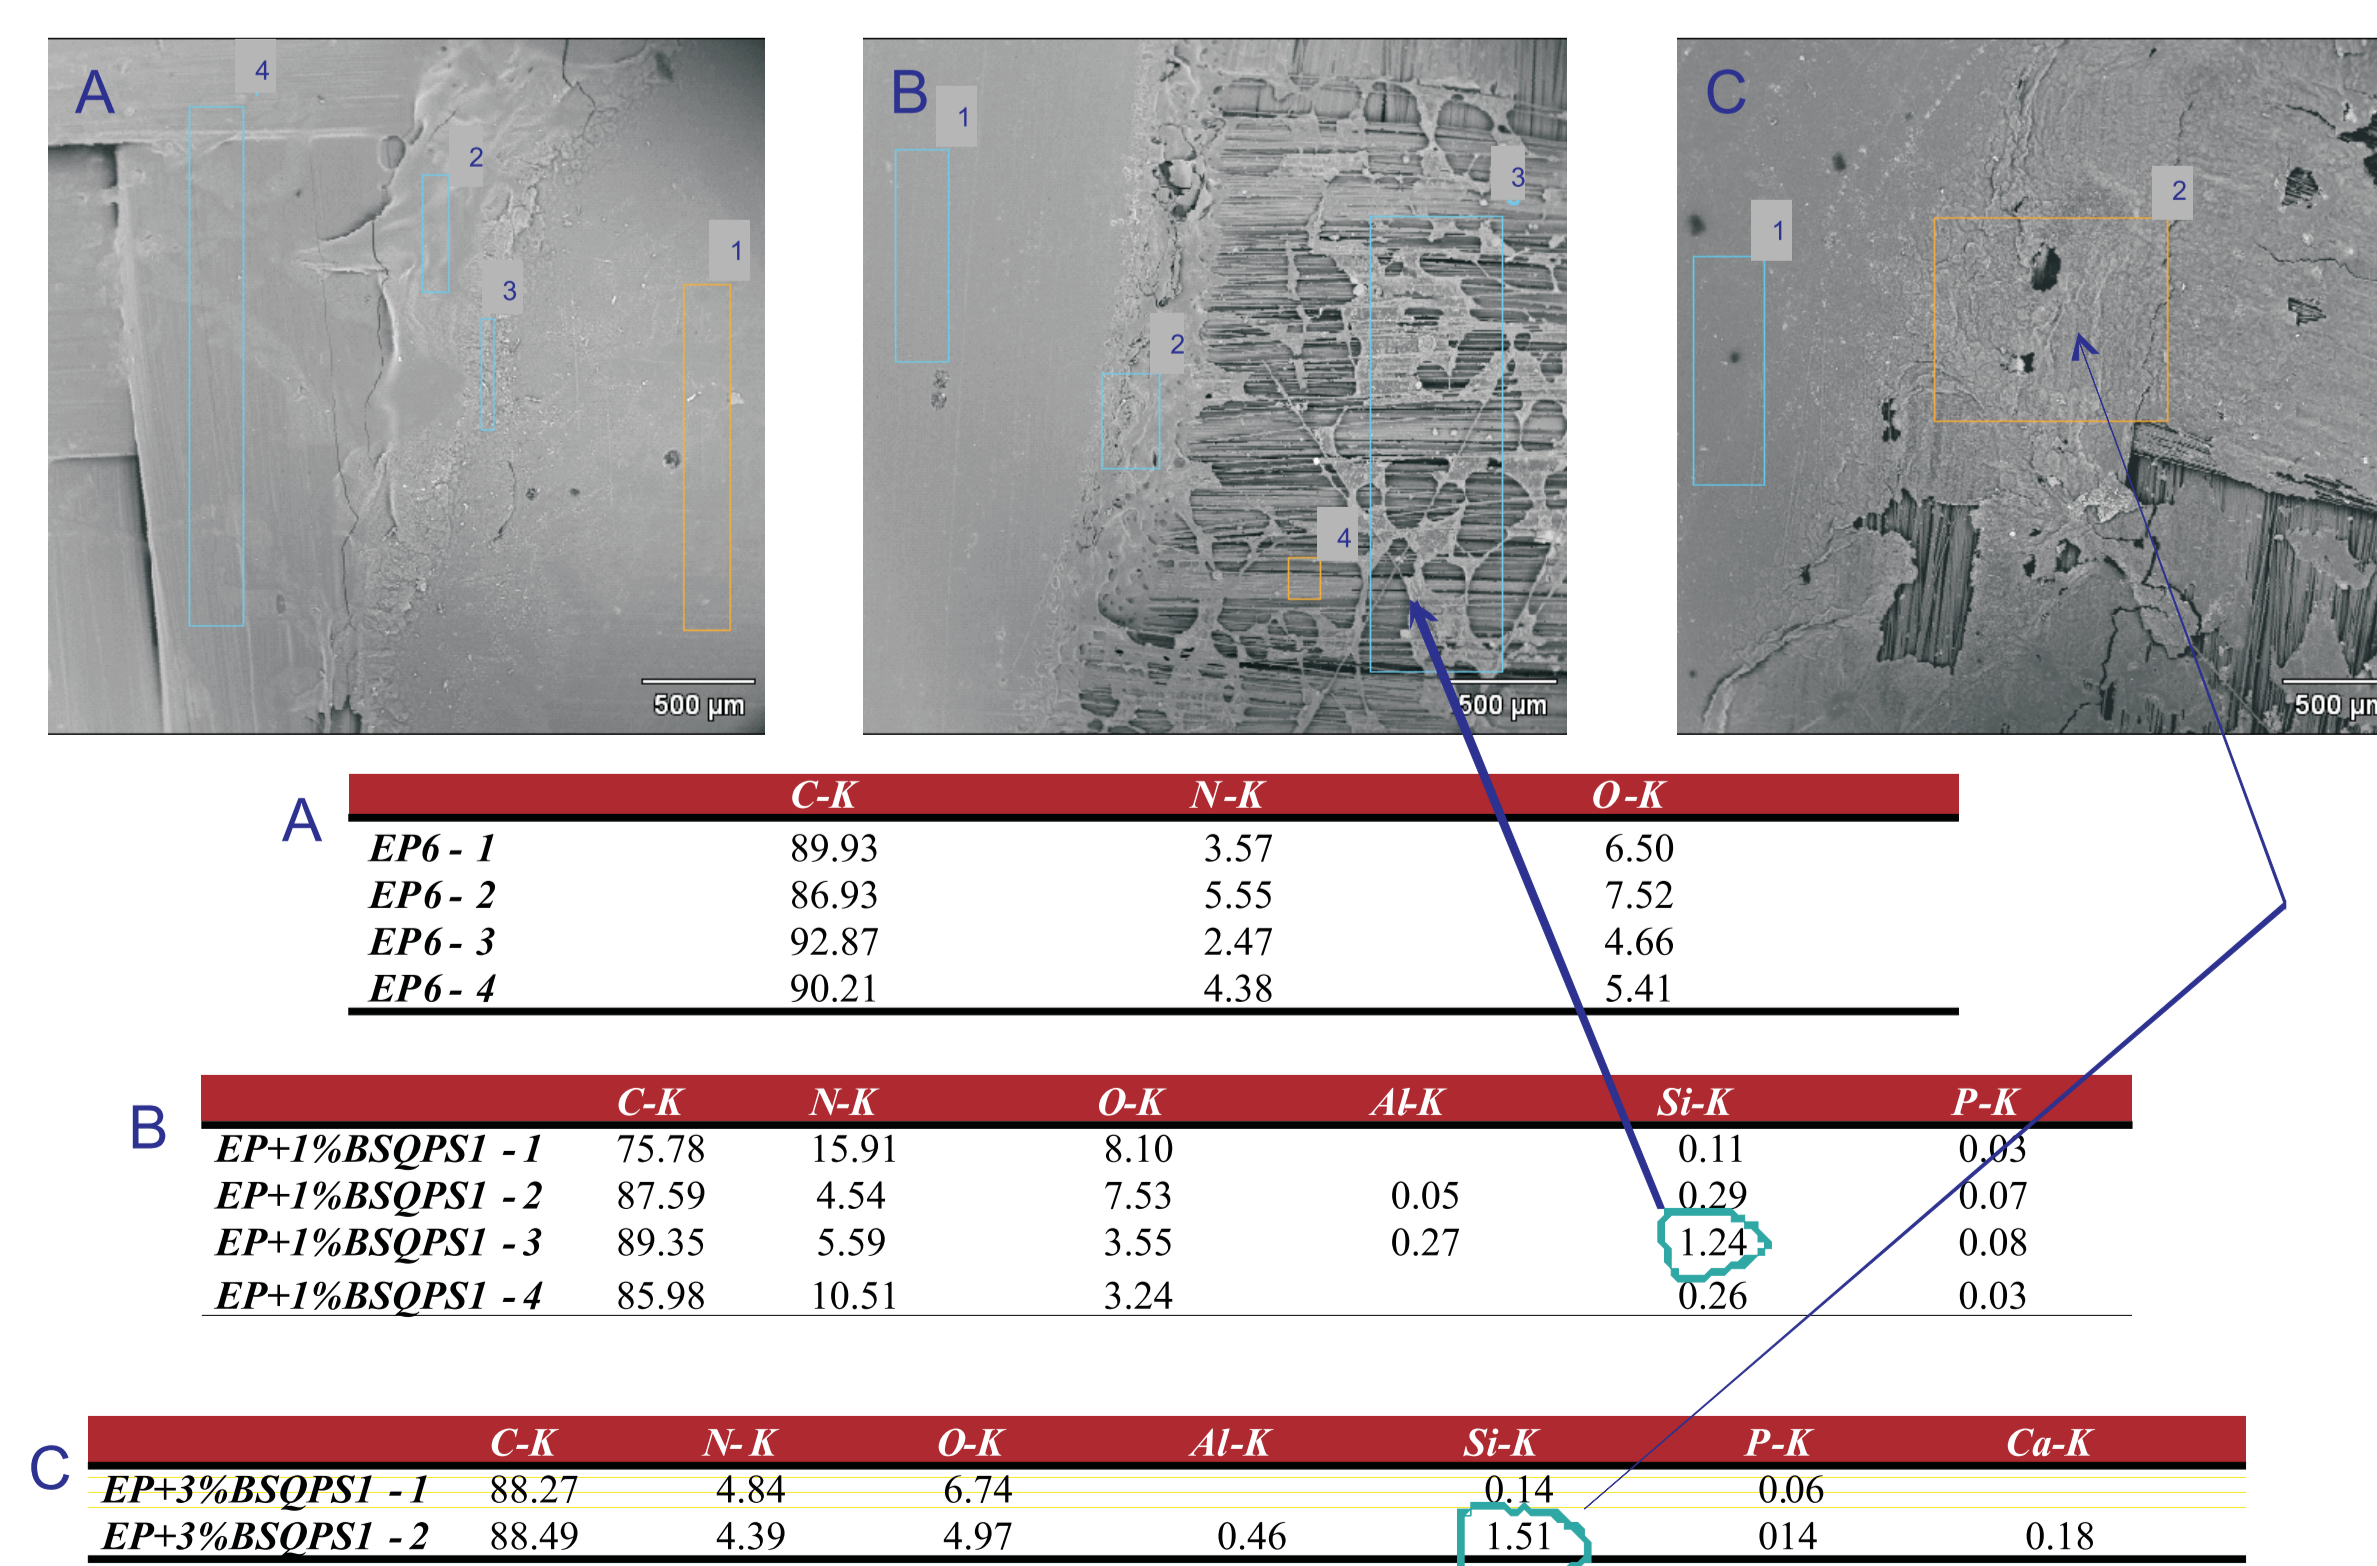 A
4
2
3
1
500 µm
B
1
3
2
4
500 µm
C
1
2
500 µm
A
C-K N-K O-K
EP6 - 1 89.93 3.57 6.50
EP6 - 2 86.93 5.55 7.52
EP6 - 3 92.87 2.47 4.66
EP6 - 4 90.21 4.38 5.41
B
C-K N-K O-K Al-K Si-K P-K
EP+1%BSQPS1 - 1 75.78 15.91 8.10 0.11 0.03
EP+1%BSQPS1 - 2 87.59 4.54 7.53 0.05 0.29 0.07
EP+1%BSQPS1 - 3 89.35 5.59 3.55 0.27 1.24 0.08
EP+1%BSQPS1 - 4 85.98 10.51 3.24 0.26 0.03
C
C-K N-K O-K Al-K Si-K P-K Ca-K
EP+3%BSQPS1 - 1 88.27 4.84 6.74 0.14 0.06
EP+3%BSQPS1 - 2 88.49 4.39 4.97 0.46 1.51 014 0.18